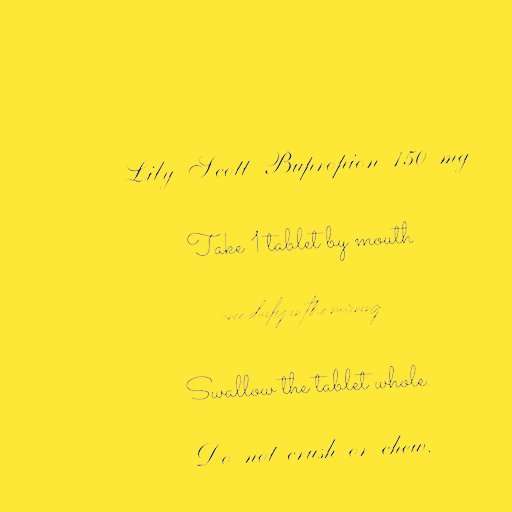 Lily Scott Bupropion 150 mg
Take 1 tablet by mouth
once daily in the morning
Swallow the tablet whole.
Do not crush or chew.